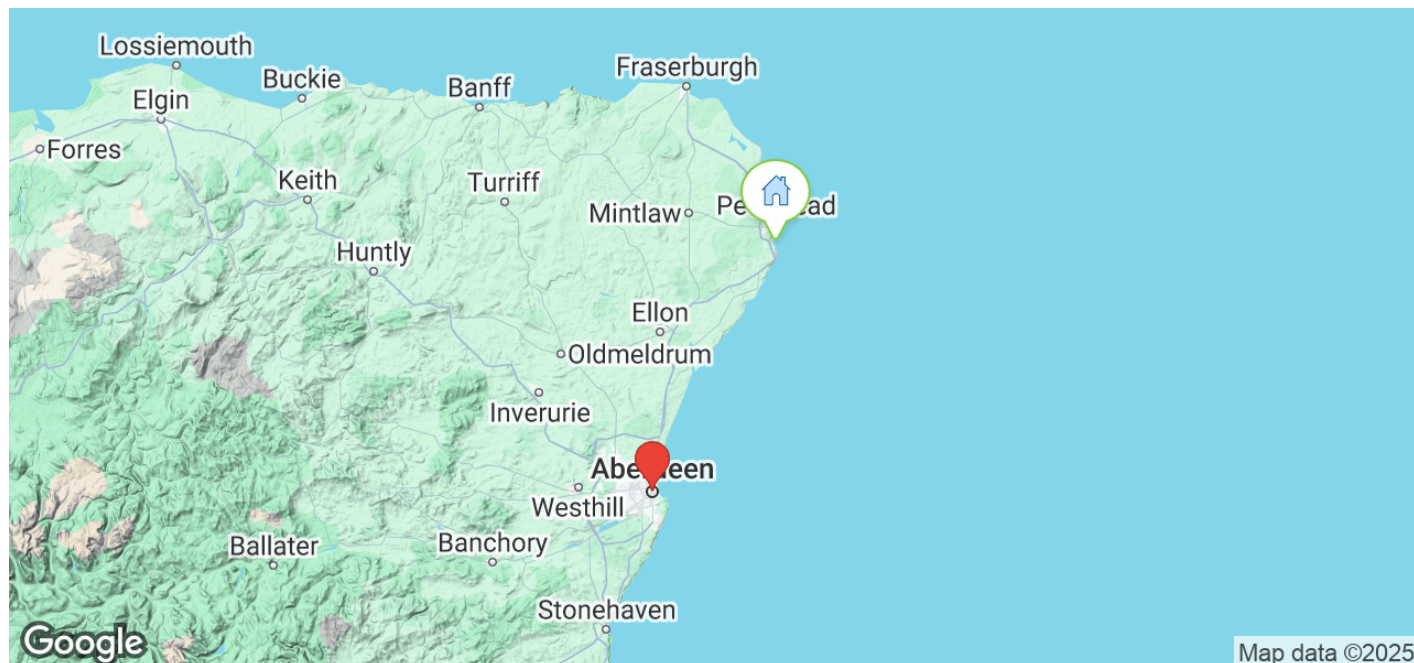 Lossiemouth
Fraserburgh
Buckie
Banff
Elgin
Forres
Keith
Turriff
Mintlaw
Huntly
Ellon
Oldmeldrum
Inverurie
Westhill
Banchory
Ballater
Stonehaven
Google
Map data ©2025